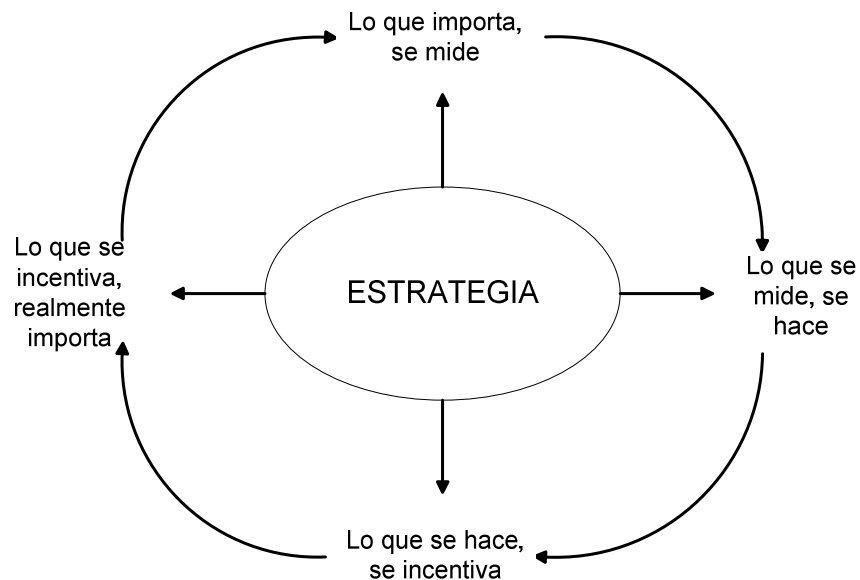 Lo que importa,
se mide
Lo que se
incentiva,
realmente
importa
ESTRATEGIA
Lo que se
mide, se
hace
Lo que se hace,
se incentiva